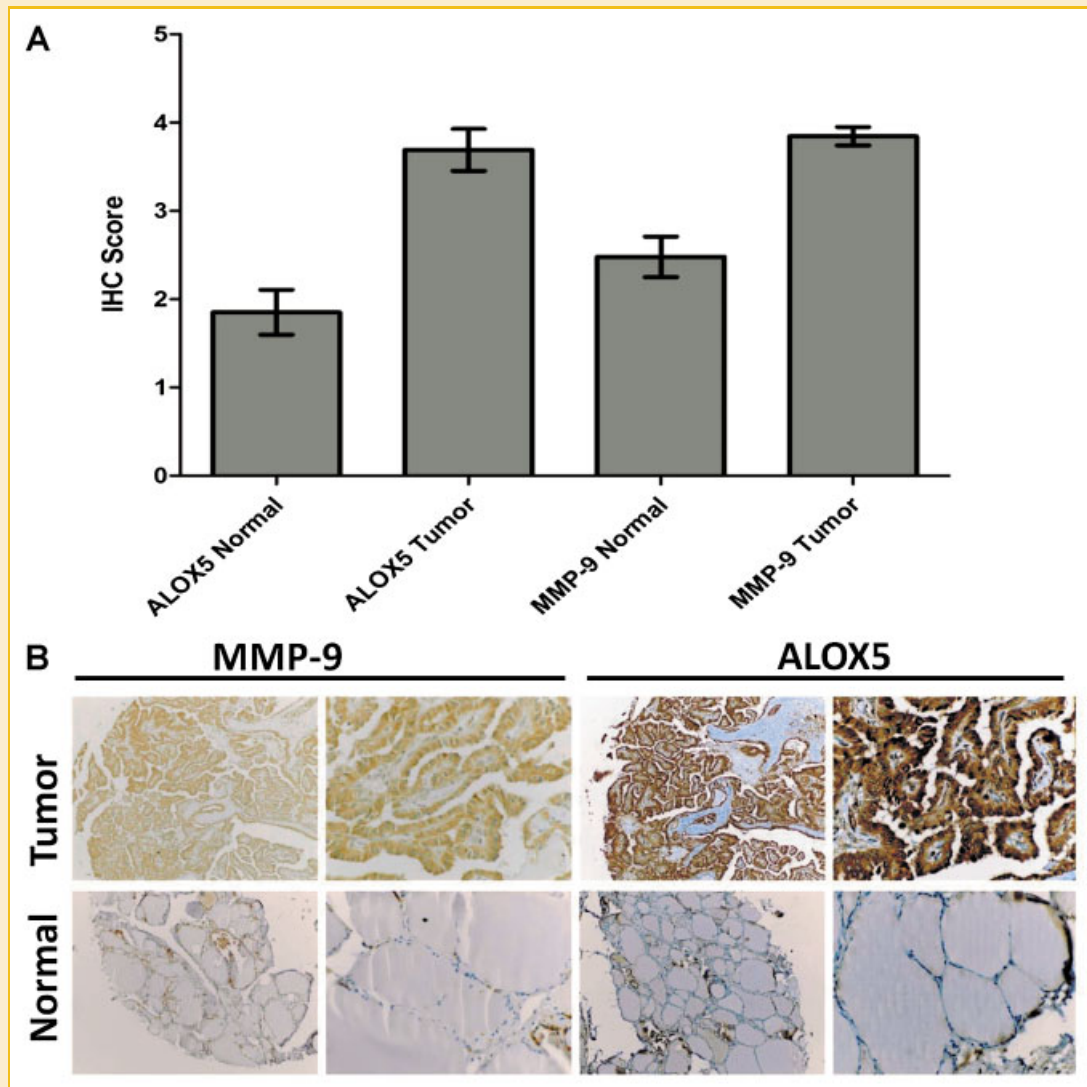 A
5
4
3
2
1
0
IHC Score
ALOX5 Normal
ALOX5 Tumor
MMP-9 Normal
MMP-9 Tumor
B
MMP-9
ALOX5
Tumor
Normal